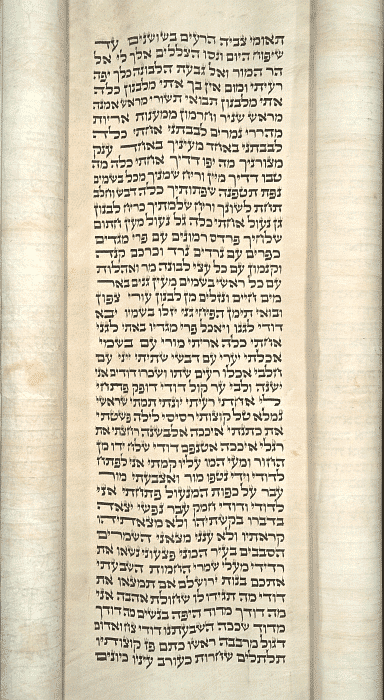 תאומי צביה הרעים בשושנים עד
שיפוח היום ונסו הצללים אלך לי אל
הר המור ואל גבעת הלבונה כלך יפה
רעיתי ומום אין בך אתי מלבנון כלה
אתי מלבנון תבואי תשורי מראש אמנה
מראש שניר וחרמון ממענות אריות
מהררי נמרים לבבתני אחתי כלה
לבבתני באחד מעיניך באחד ענק
מצורניך מה יפו דדיך אחתי כלה מה
טבו דדיך מיין וריח שמניך מכל בשמים
נפת תטפנה שפתותיך כלה דבש וחלב
תחת לשונך וריח שלמתיך כריח לבנון
גן נעול אחתי כלה גל נעול מעין חתום
שלחיך פרדס רמונים עם פרי מגדים
כפרים עם נרדים נרד וכרכם קנה
וקנמון עם כל עצי לבונה מר ואהלות
עם כל ראשי בשמים מעין גנים באר
מים חיים ונזלים מן לבנון עורי צפון
ובואי תימן הפיחי גני יזלו בשמיו יבא
דודי לגנו ויאכל פרי מגדיו באתי לגני
אחתי כלה אריתי מורי עם בשמי
אכלתי יערי עם דבשי שתיתי ייני עם
חלבי אכלו רעים שתו ושכרו דודים אני
ישנה ולבי ער קול דודי דופק פתחי
לי אחתי רעיתי יונתי תמתי שראשי
נמלא טל קוצותי רסיסי לילה פשטתי
את כתנתי איככה אלבשנה רחצתי את
רגלי איככה אטנפם דודי שלח ידו מן
החור ומעי המו עליו קמתי אני לפתח
לדודי וידי נטפו מור ואצבעתי מור
עבר על כפות המנעול פתחתי אני
לדודי ודודי חמק עבר נפשי יצאה
בדברו בקשתיהו ולא מצאתיהו
קראתיו ולא ענני מצאני השמרים
הסבבים בעיר הכוני פצעוני נשאו את
רדידי מעלי שמרי החמות השבעתי
אתכם בנות ירושלם אם תמצאו את
דודי מה תגידו לו שחולת אהבה אני
מה דודך מדוד היפה בנשים מה דודך
מדוד שככה השבעתנו דודי צח ואדום
דגול מרבבה ראשו כתם פז קוצותיו
תלתלים שחרות כעורב עיניו כיונים